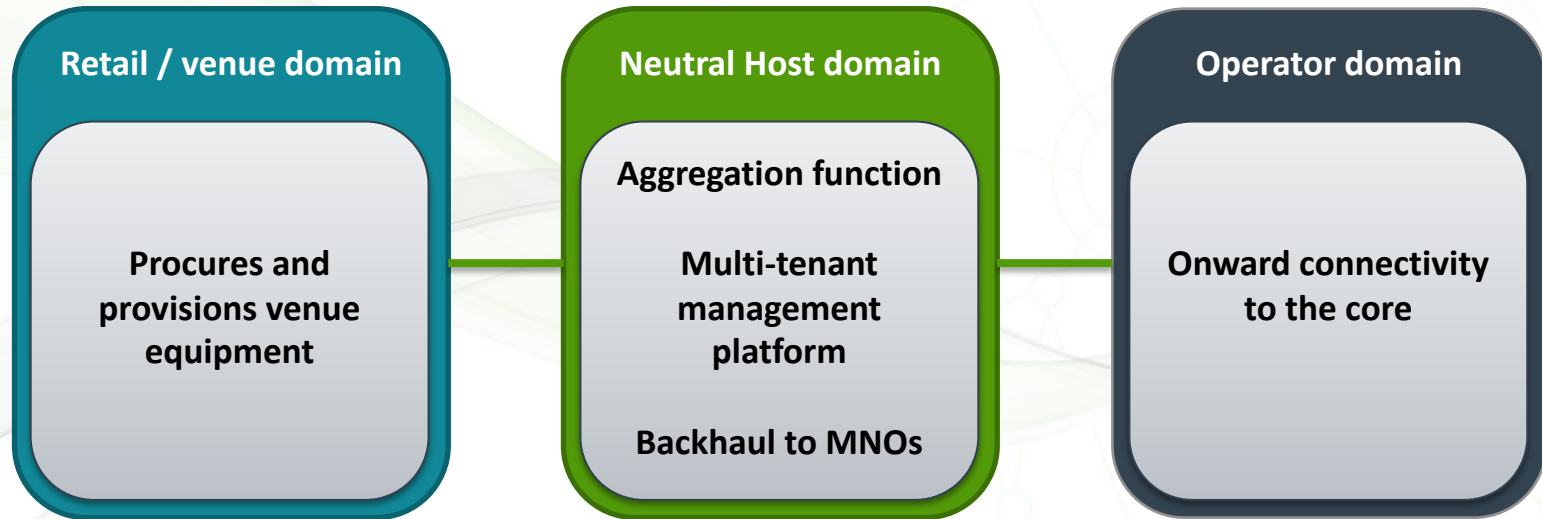 Retail / venue domain
Procures and
provisions venue
equipment
Neutral Host domain
Aggregation function
Multi-tenant
management
platform
Backhaul to MNOs
Operator domain
Onward connectivity
to the core